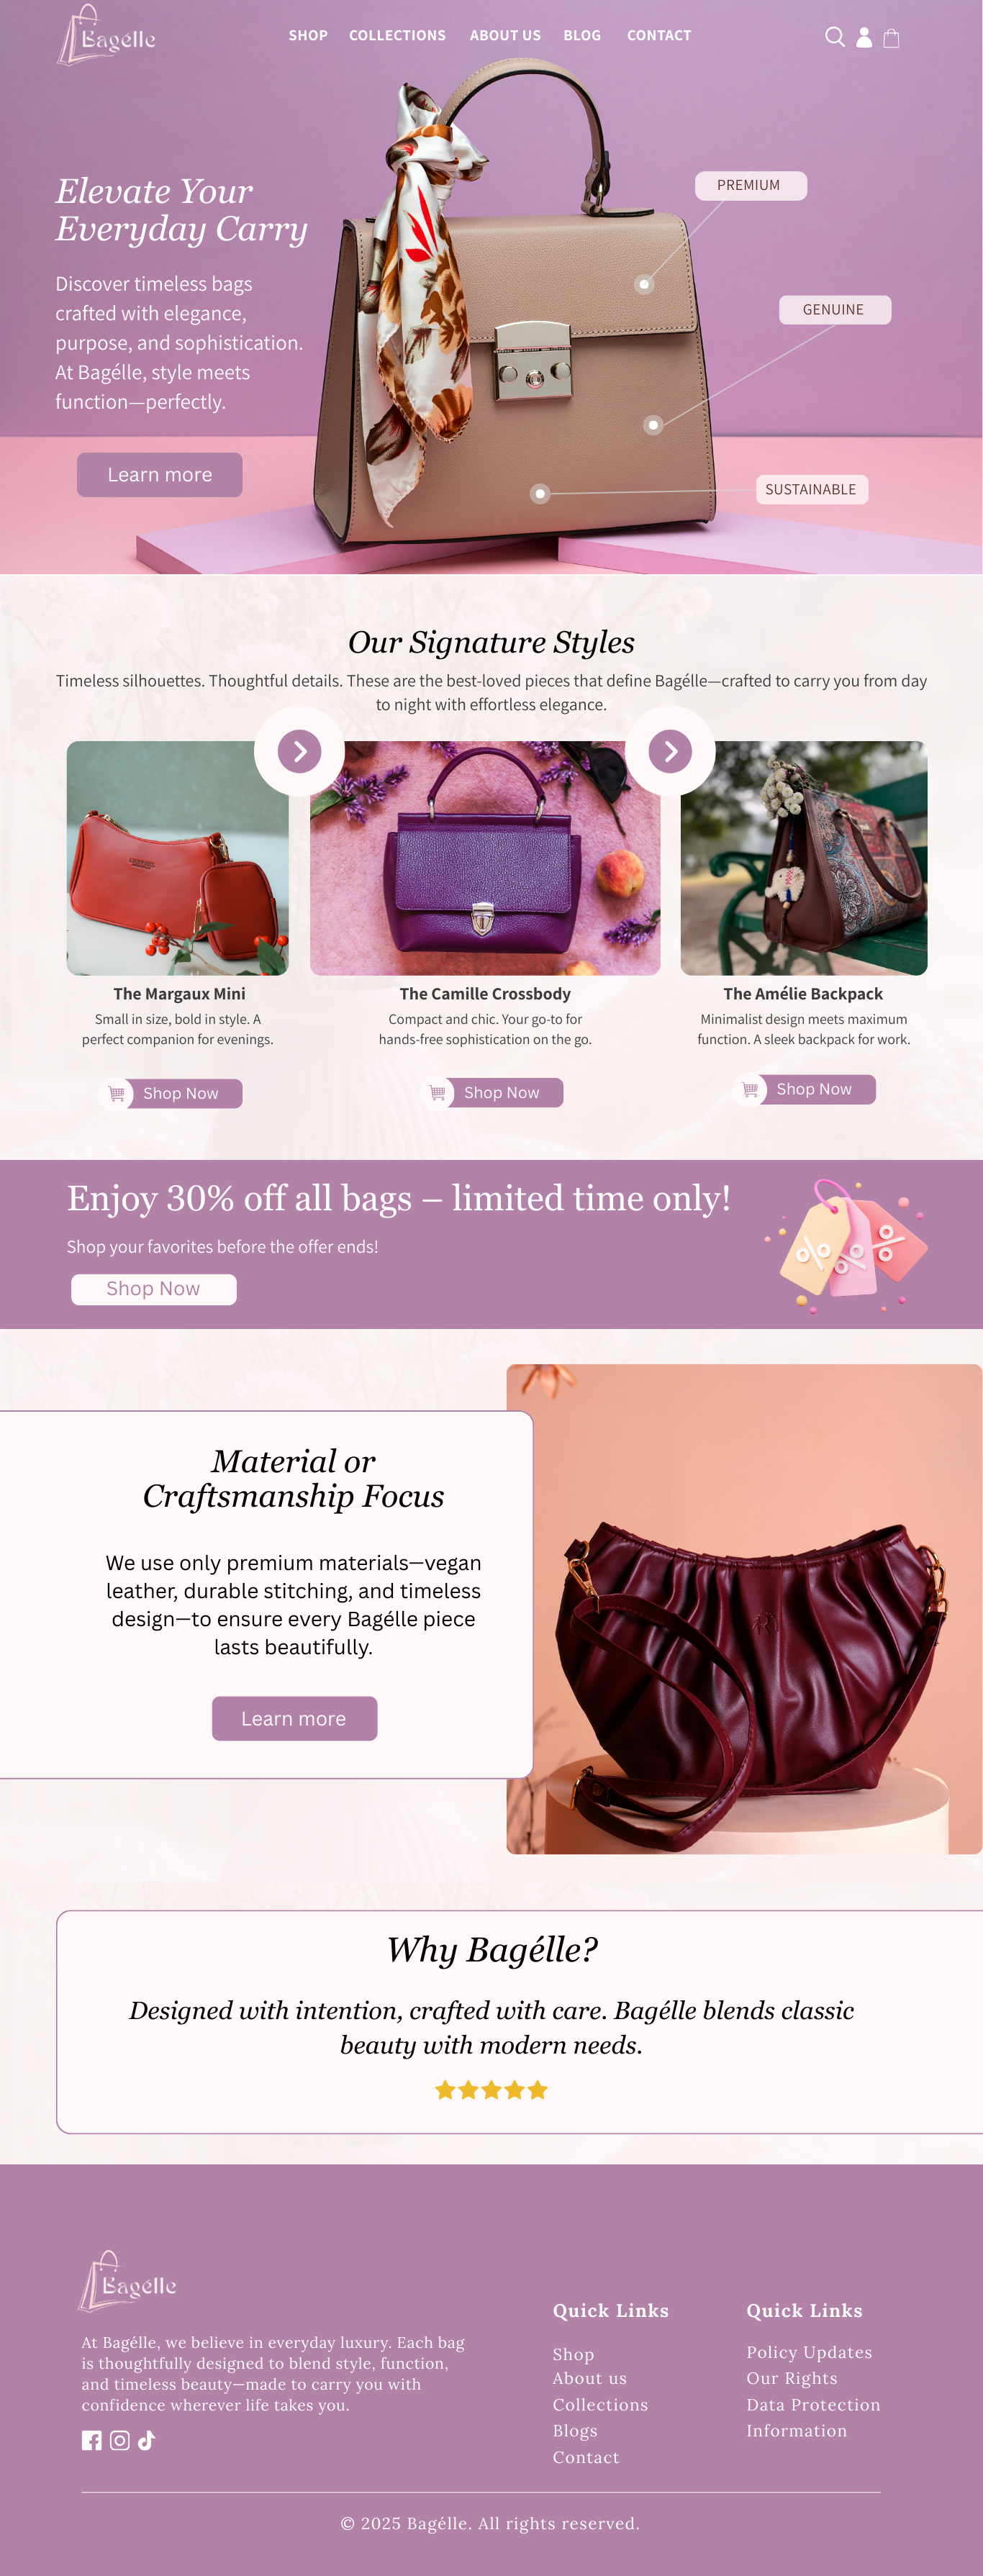 Bagélle
SHOP COLLECTIONS ABOUT US BLOG CONTACT
Elevate Your
Everyday Carry
Discover timeless bags
crafted with elegance,
purpose, and sophistication.
At Bagélle, style meets
function—perfectly.
Learn more
PREMIUM
GENUINE
SUSTAINABLE
Our Signature Styles
Timeless silhouettes. Thoughtful details. These are the best-loved pieces that define Bagélle—crafted to carry you from day
to night with effortless elegance.
The Margaux Mini
Small in size, bold in style. A
perfect companion for evenings.
Shop Now
The Camille Crossbody
Compact and chic. Your go-to for
hands-free sophistication on the go.
Shop Now
The Amélie Backpack
Minimalist design meets maximum
function. A sleek backpack for work.
Shop Now
Enjoy 30% off all bags – limited time only!
Shop your favorites before the offer ends!
Shop Now
% % %
Material or
Craftsmanship Focus
We use only premium materials—vegan
leather, durable stitching, and timeless
design—to ensure every Bagélle piece
lasts beautifully.
Learn more
Why Bagélle?
Designed with intention, crafted with care. Bagélle blends classic
beauty with modern needs.
Bagélle
At Bagélle, we believe in everyday luxury. Each bag
is thoughtfully designed to blend style, function,
and timeless beauty—made to carry you with
confidence wherever life takes you.
Quick Links
Shop
About us
Collections
Blogs
Contact
Quick Links
Policy Updates
Our Rights
Data Protection
Information
© 2025 Bagélle. All rights reserved.